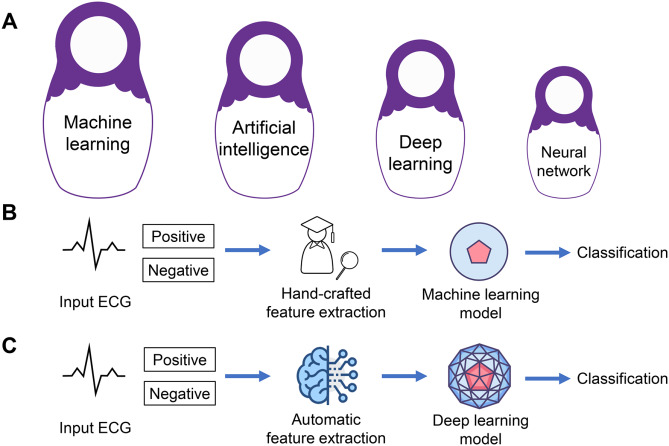 A
Machine
learning
Artificial
intelligence
Deep
learning
Neural
network
B
Positive
Negative
Input ECG
Hand-crafted
feature extraction
Machine learning
model
Classification
C
Positive
Negative
Input ECG
Automatic
feature extraction
Deep learning
model
Classification